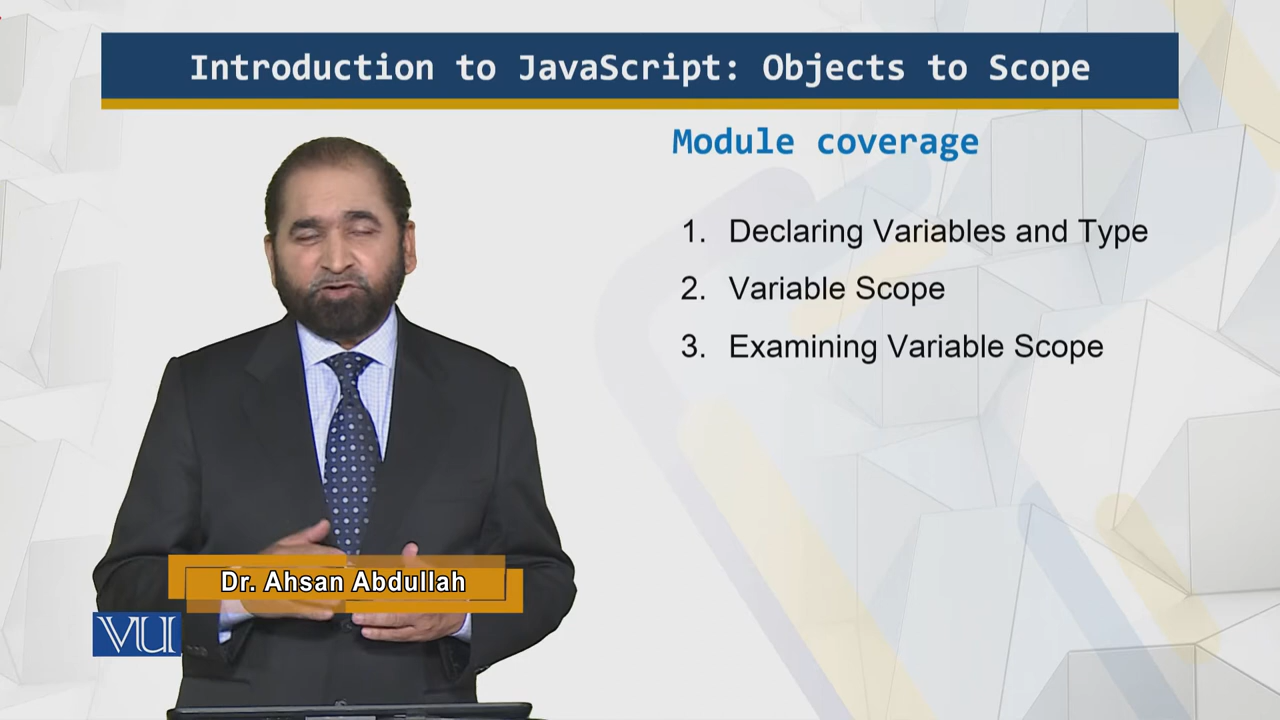 Introduction to JavaScript: Objects to Scope
Module coverage
1. Declaring Variables and Type
2. Variable Scope
3. Examining Variable Scope
Dr. Ahsan Abdullah
VU